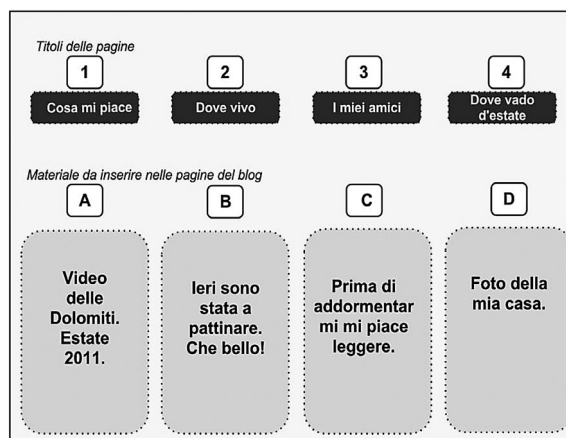 Titoli delle pagine
1
2
3
4
Cosa mi piace
Dove vivo
I miei amici
Dove vado
d'estate
Materiale da inserire nelle pagine del blog
A
B
C
D
Video
delle
Dolomiti.
Estate
2011.
Ieri sono
stata a
pattinare.
Che bello!
Prima di
addormentar
mi mi piace
leggere.
Foto della
mia casa.